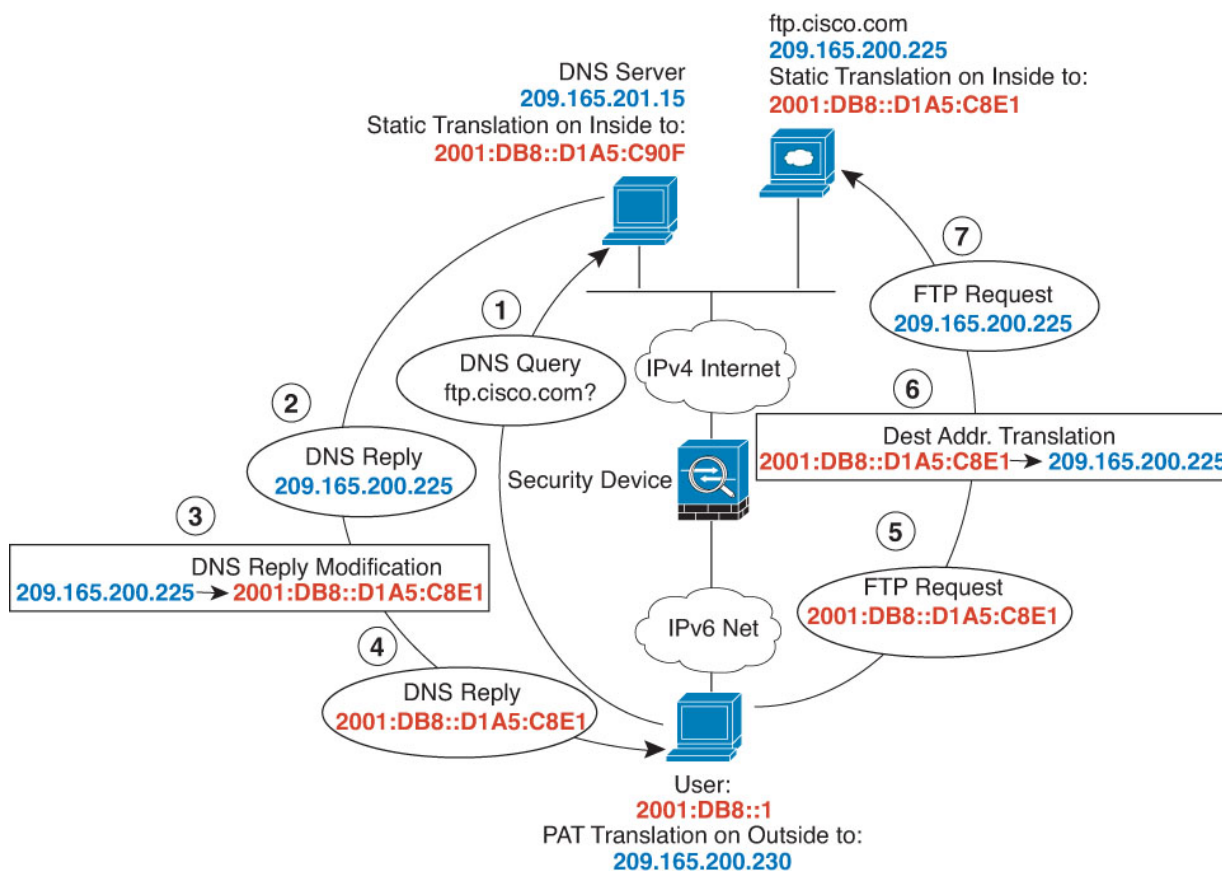 ftp.cisco.com
209.165.200.225
Static Translation on Inside to:
2001:DB8::D1A5:C8E1
DNS Server
209.165.201.15
Static Translation on Inside to:
2001:DB8::D1A5:C90F
7
FTP Request
209.165.200.225
1
DNS Query
ftp.cisco.com?
IPv4 Internet
2
DNS Reply
209.165.200.225
6
Dest Addr. Translation
2001:DB8::D1A5:C8E1→209.165.200.225
Security Device
3
DNS Reply Modification
209.165.200.225→2001:DB8::D1A5:C8E1
5
FTP Request
2001:DB8::D1A5:C8E1
IPv6 Net
4
DNS Reply
2001:DB8::D1A5:C8E1
User:
2001:DB8::1
PAT Translation on Outside to:
209.165.200.230